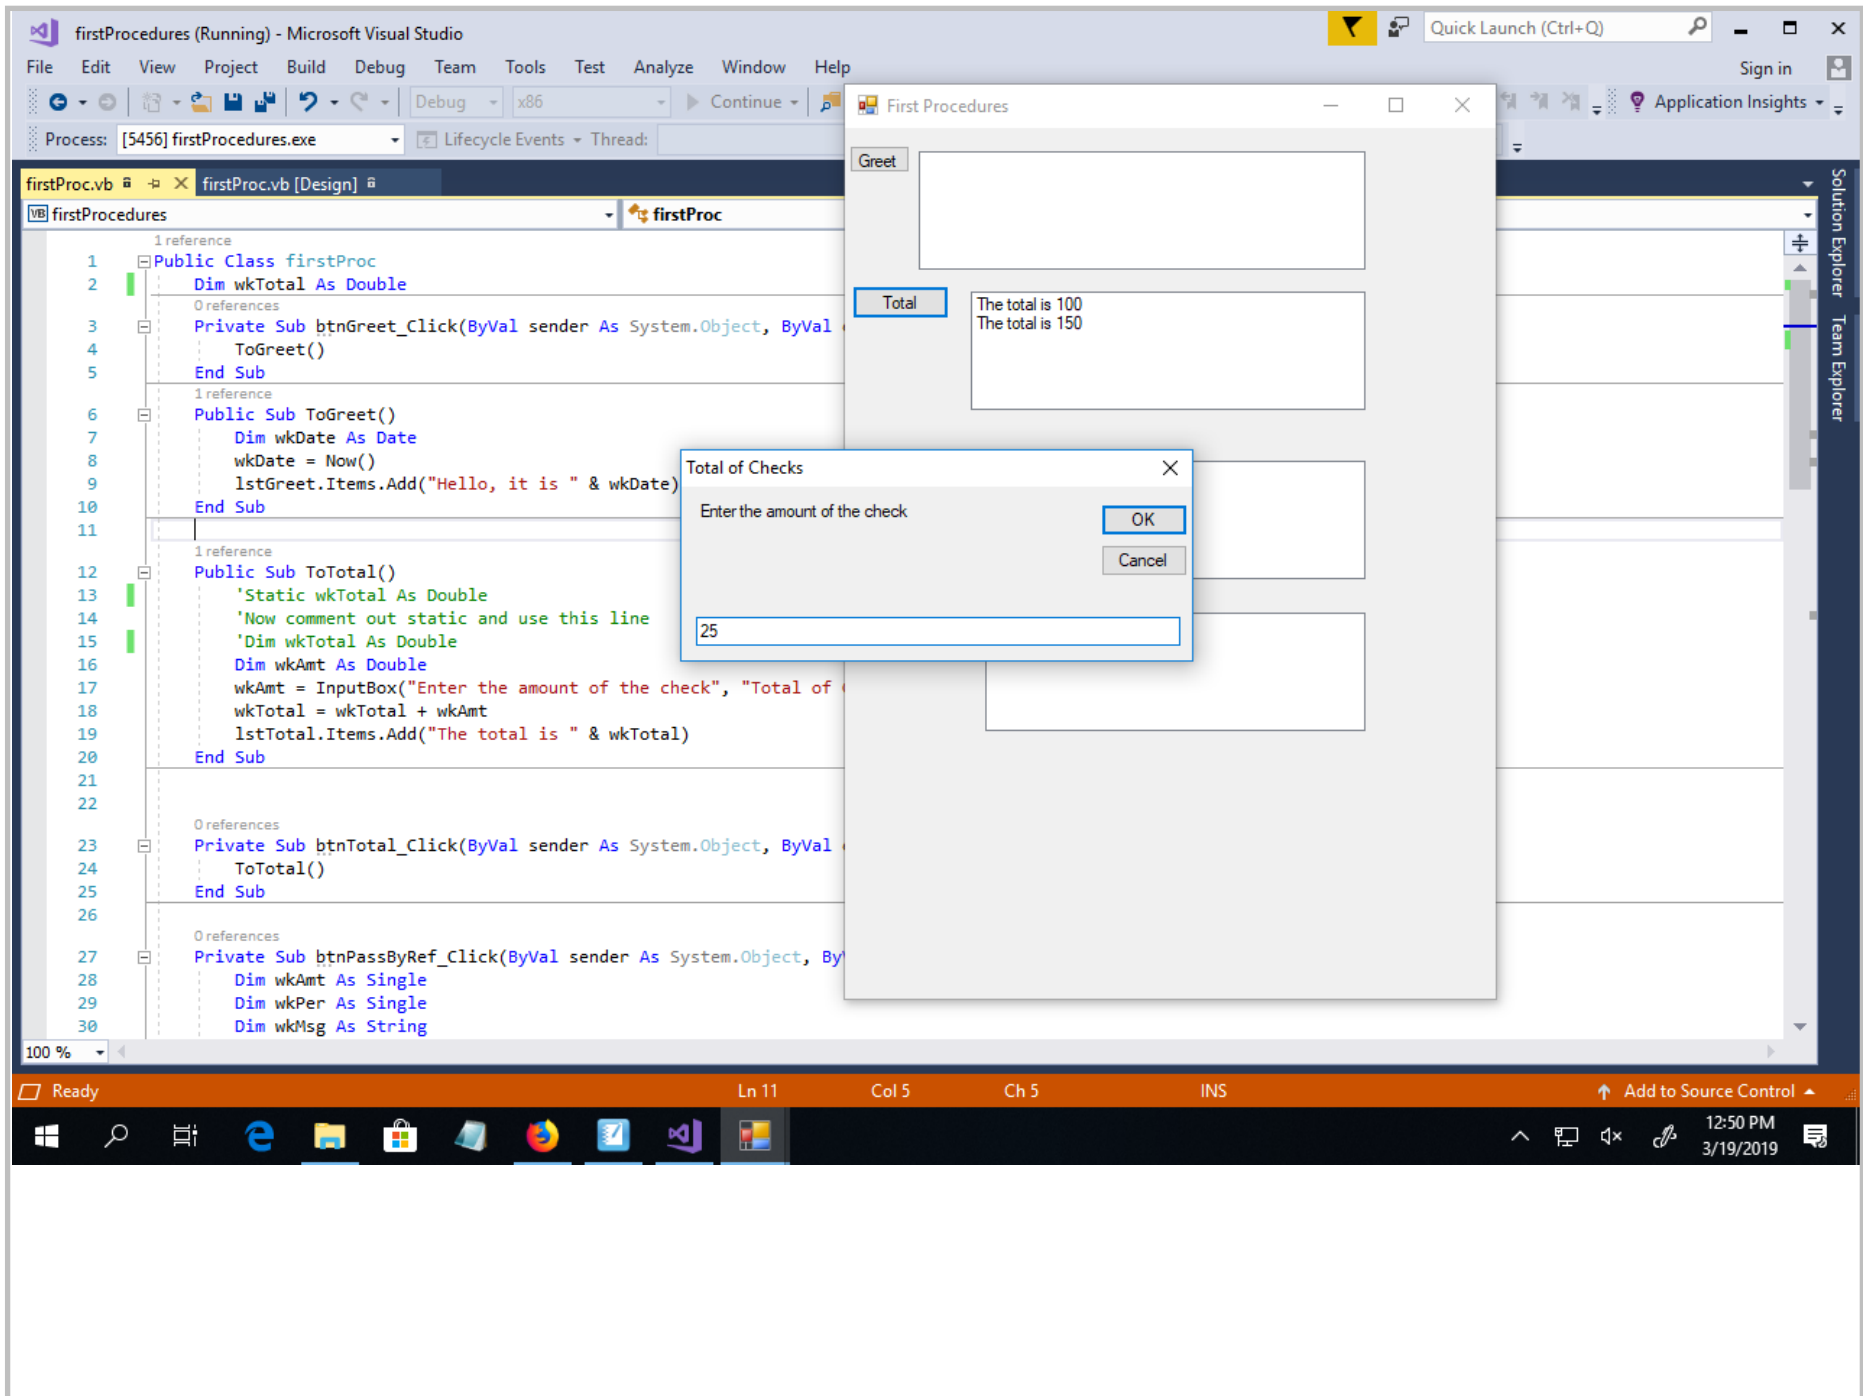 firstProcedures (Running) - Microsoft Visual Studio
Quick Launch (Ctrl+Q)
File Edit View Project Build Debug Team Tools Test Analyze Window Help
Sign in
Debug x86 Continue
Application Insights
Process: [5456] firstProcedures.exe Lifecycle Events Thread:
firstProc.vb firstProc.vb [Design]
firstProcedures firstProc
1 reference
1 Public Class firstProc
2 Dim wkTotal As Double
0 references
3 Private Sub btnGreet_Click(ByVal sender As System.Object, ByVal
4 ToGreet()
5 End Sub
1 reference
6 Public Sub ToGreet()
7 Dim wkDate As Date
8 wkDate = Now()
9 lstGreet.Items.Add("Hello, it is " & wkDate)
10 End Sub
11
1 reference
12 Public Sub ToTotal()
13 'Static wkTotal As Double
14 'Now comment out static and use this line
15 'Dim wkTotal As Double
16 Dim wkAmt As Double
17 wkAmt = InputBox("Enter the amount of the check", "Total of
18 wkTotal = wkTotal + wkAmt
19 lstTotal.Items.Add("The total is " & wkTotal)
20 End Sub
21
22
0 references
23 Private Sub btnTotal_Click(ByVal sender As System.Object, ByVal
24 ToTotal()
25 End Sub
26
0 references
27 Private Sub btnPassByRef_Click(ByVal sender As System.Object, By
28 Dim wkAmt As Single
29 Dim wkPer As Single
30 Dim wkMsg As String
100 %
First Procedures
Greet
Total
The total is 100
The total is 150
Total of Checks
Enter the amount of the check
OK
Cancel
25
Solution Explorer
Team Explorer
Ready Ln 11 Col 5 Ch 5 INS Add to Source Control
12:50 PM
3/19/2019